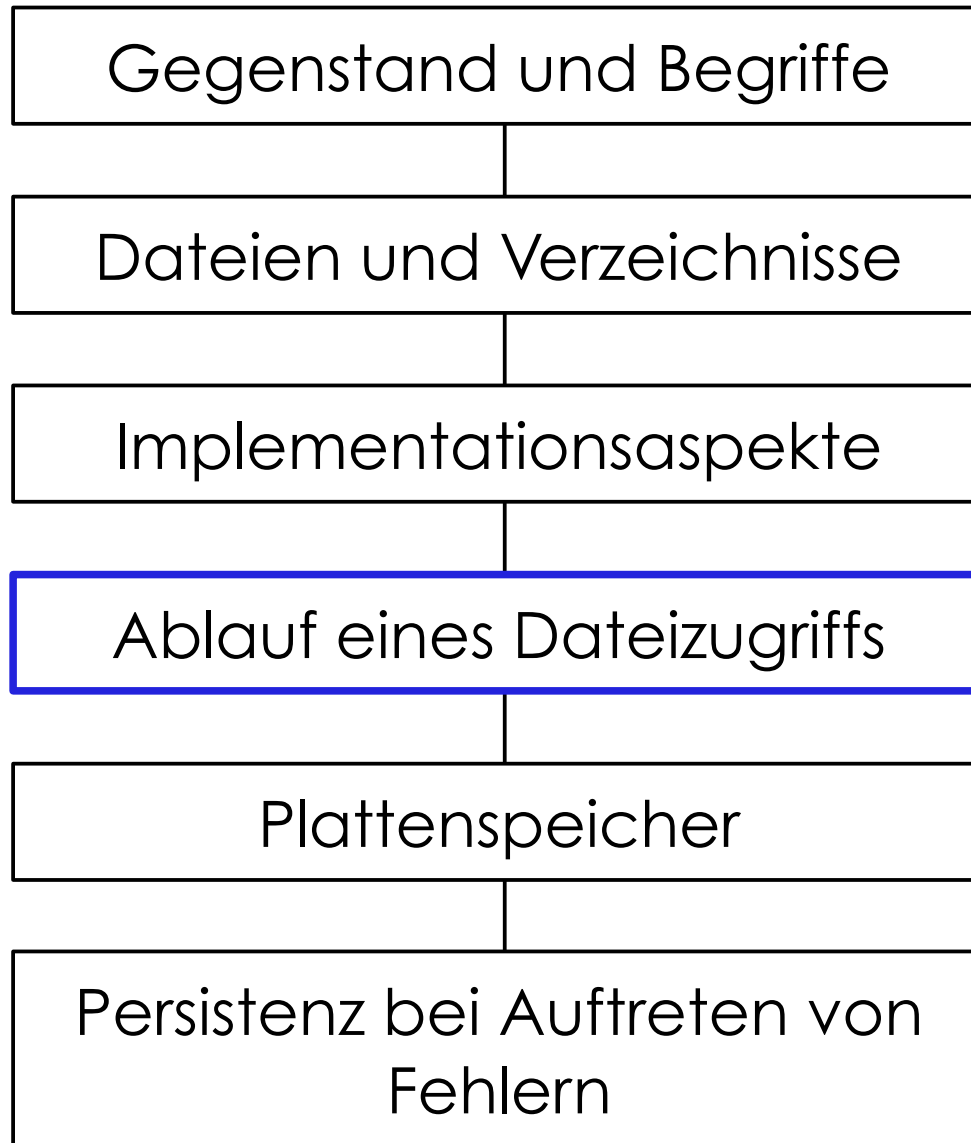 Gegenstand und Begriffe
Dateien und Verzeichnisse
Implementationsaspekte
Ablauf eines Dateizugriffs
Plattenspeicher
Persistenz bei Auftreten von
Fehlern